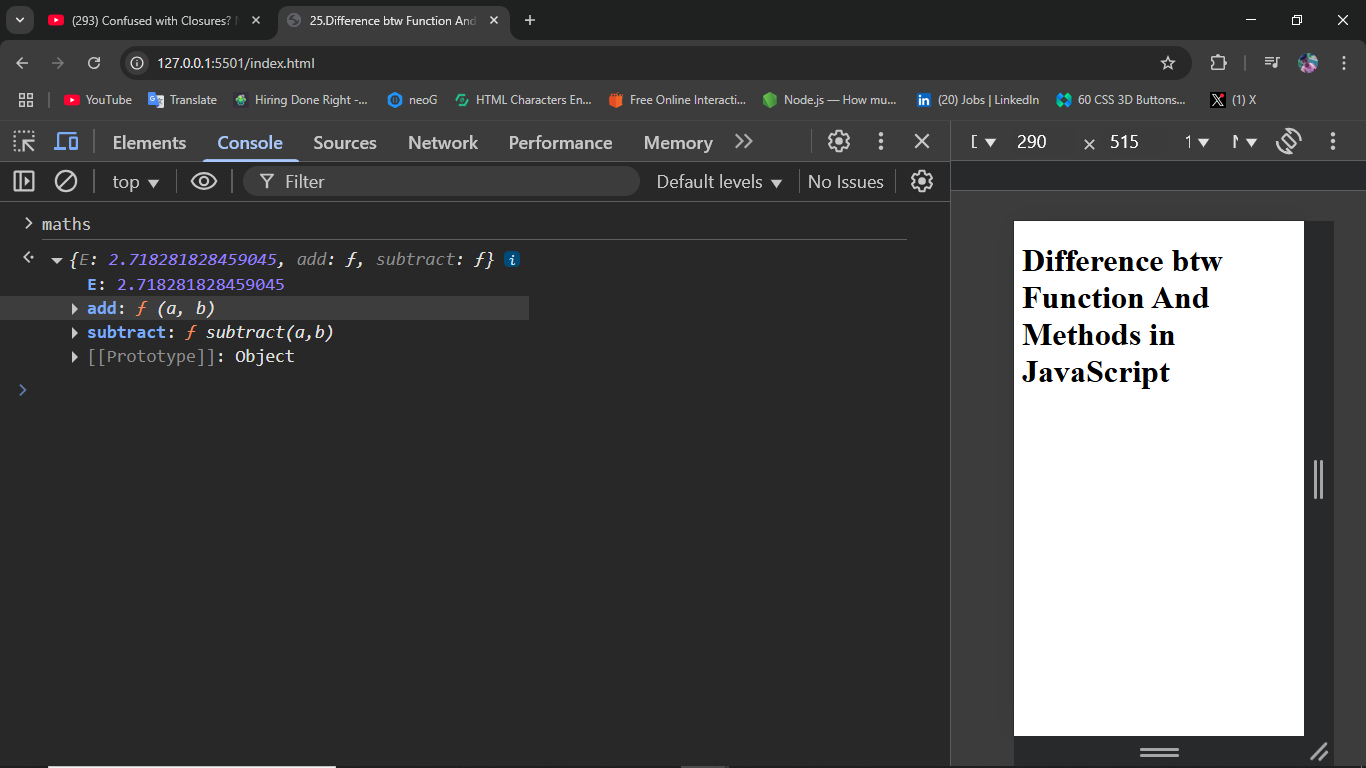 (293) Confused with Closures?
25.Difference btw Function And
127.0.0.1:5501/index.html
YouTube Translate Hiring Done Right -... neoG HTML Characters En... Free Online Interacti... Node.js — How mu... (20) Jobs | LinkedIn 60 CSS 3D Buttons... (1) X
Elements Console Sources Network Performance Memory
290 × 515
top Filter Default levels No Issues
maths
{E: 2.718281828459045, add: ƒ, subtract: ƒ}
E: 2.718281828459045
add: ƒ (a, b)
subtract: ƒ subtract(a,b)
[[Prototype]]: Object
Difference btw
Function And
Methods in
JavaScript